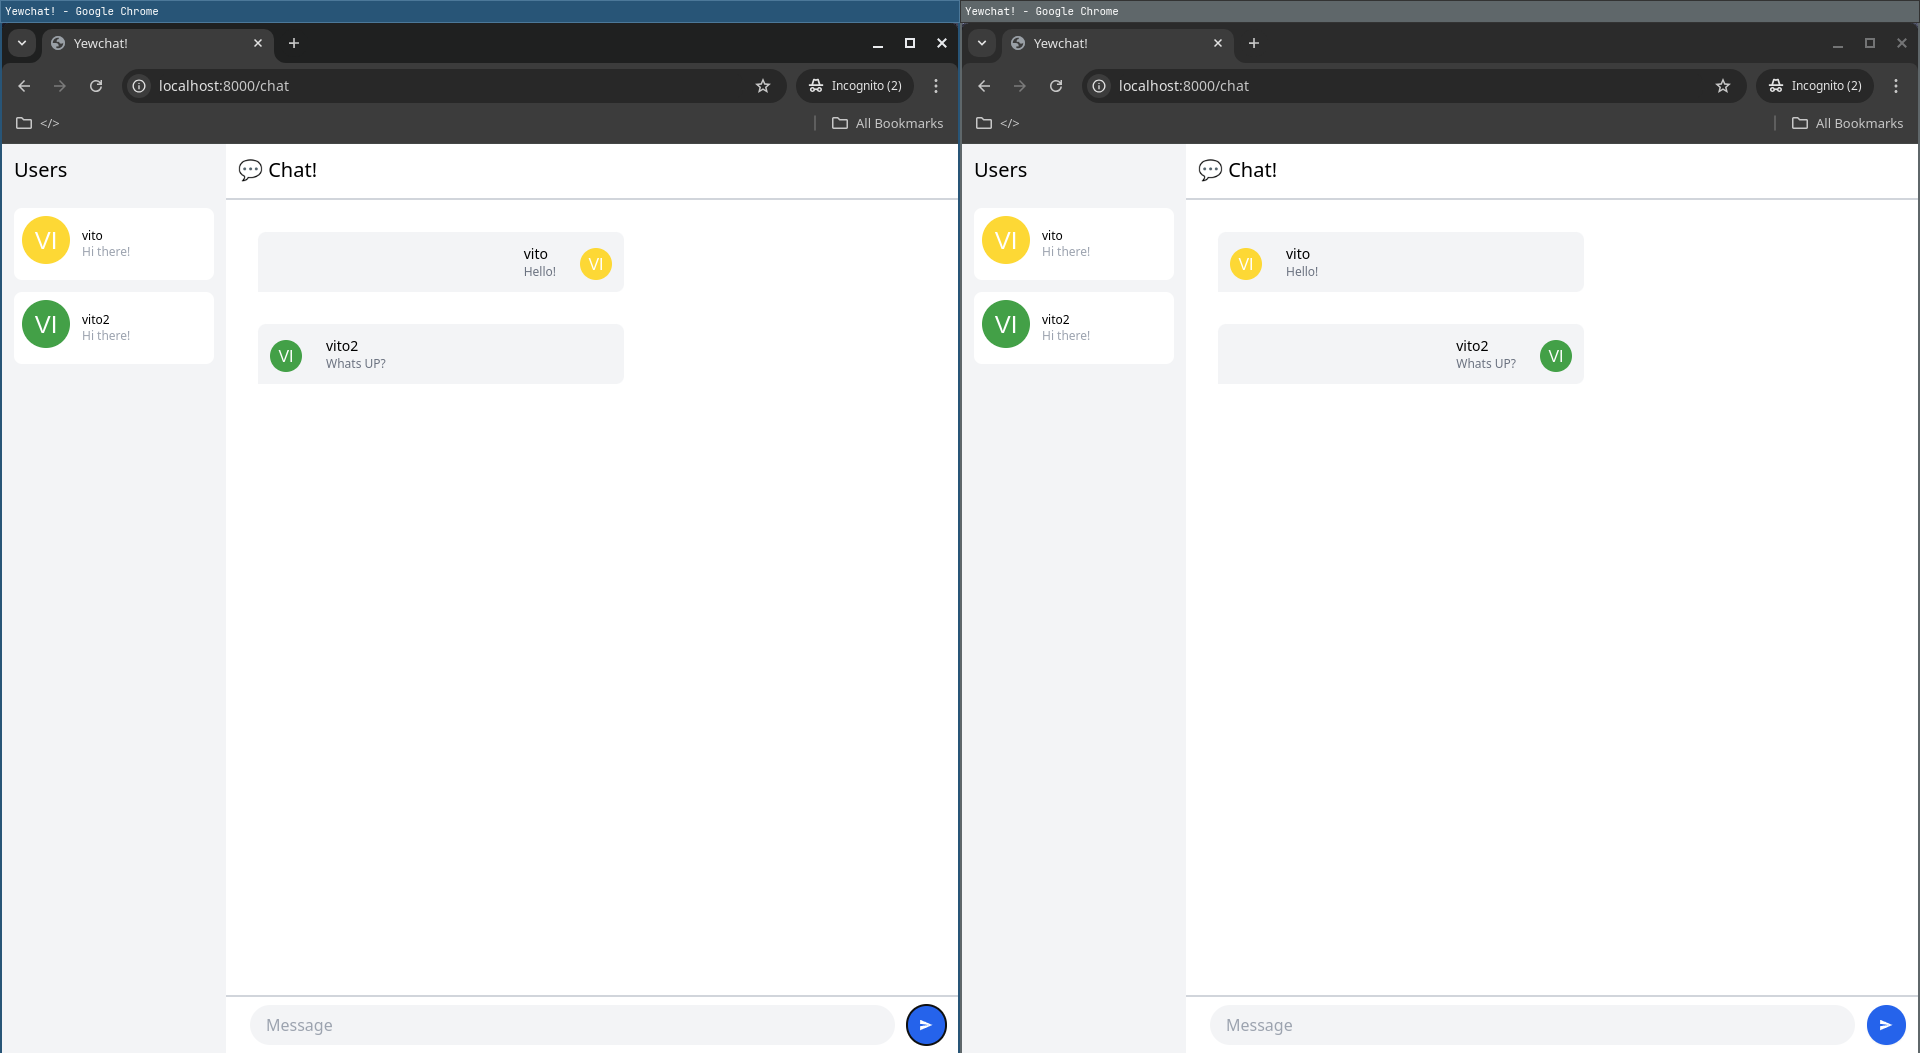 Yewchat! - Google Chrome
Yewchat!
localhost:8000/chat
Incognito (2)
</>
All Bookmarks
Users
💬 Chat!
VI
vito
Hi there!
VI
vito2
Hi there!
vito
Hello!
VI
VI
vito2
Whats UP?
Message
Yewchat! - Google Chrome
Yewchat!
localhost:8000/chat
Incognito (2)
</>
All Bookmarks
Users
💬 Chat!
VI
vito
Hi there!
VI
vito2
Hi there!
VI
vito
Hello!
vito2
Whats UP?
VI
Message